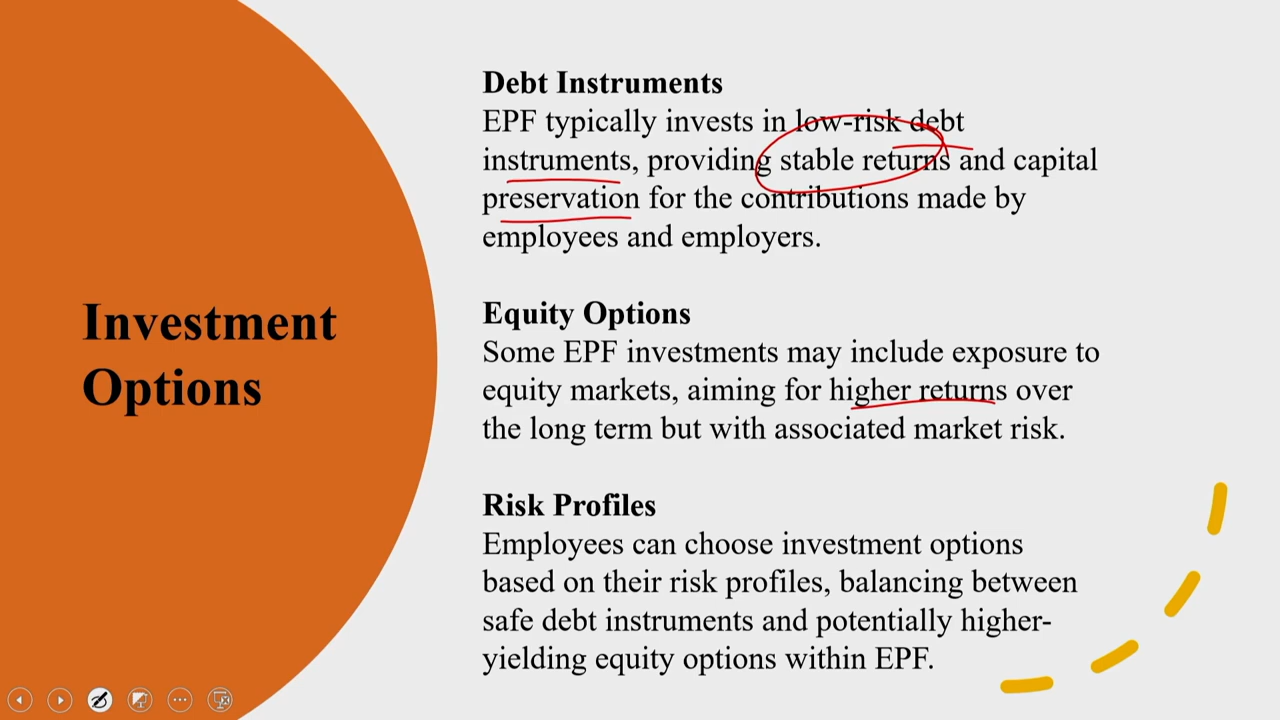 Investment
Options
Debt Instruments
EPF typically invests in low-risk debt
instruments, providing stable returns and capital
preservation for the contributions made by
employees and employers.
Equity Options
Some EPF investments may include exposure to
equity markets, aiming for higher returns over
the long term but with associated market risk.
Risk Profiles
Employees can choose investment options
based on their risk profiles, balancing between
safe debt instruments and potentially higher-
yielding equity options within EPF.